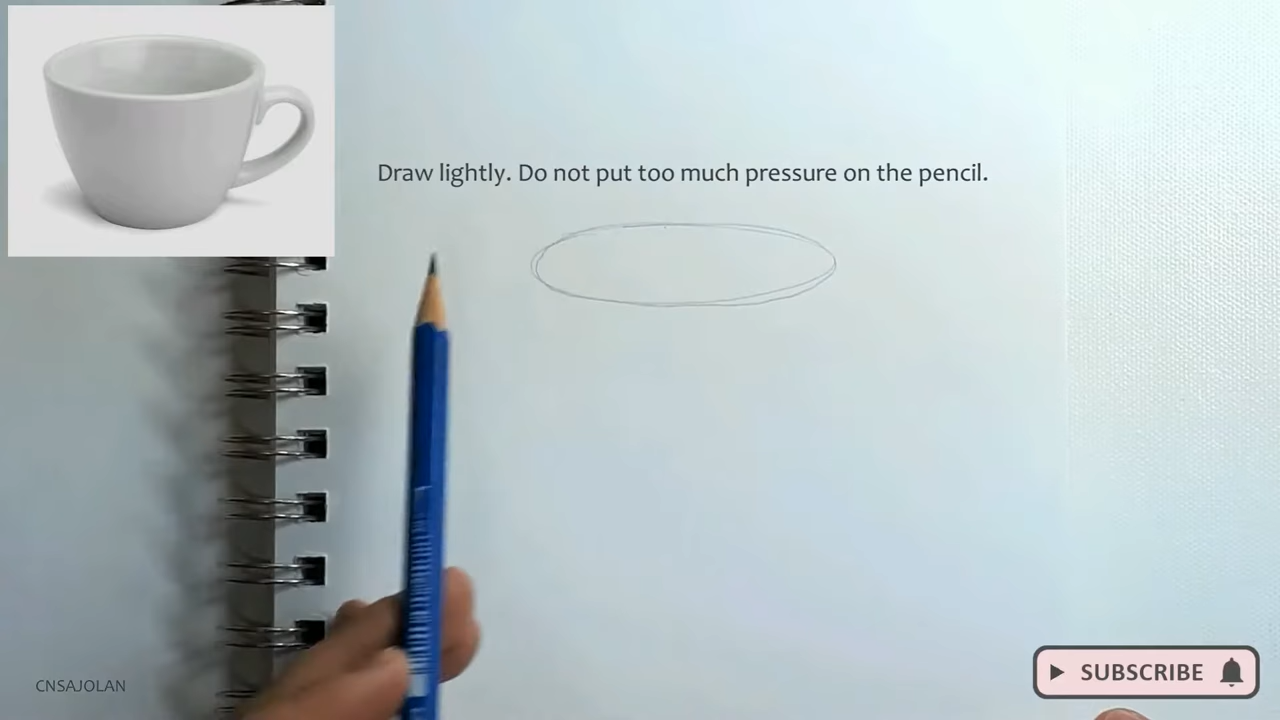 Draw lightly. Do not put too much pressure on the pencil.
SUBSCRIBE
CNSAJOLAN